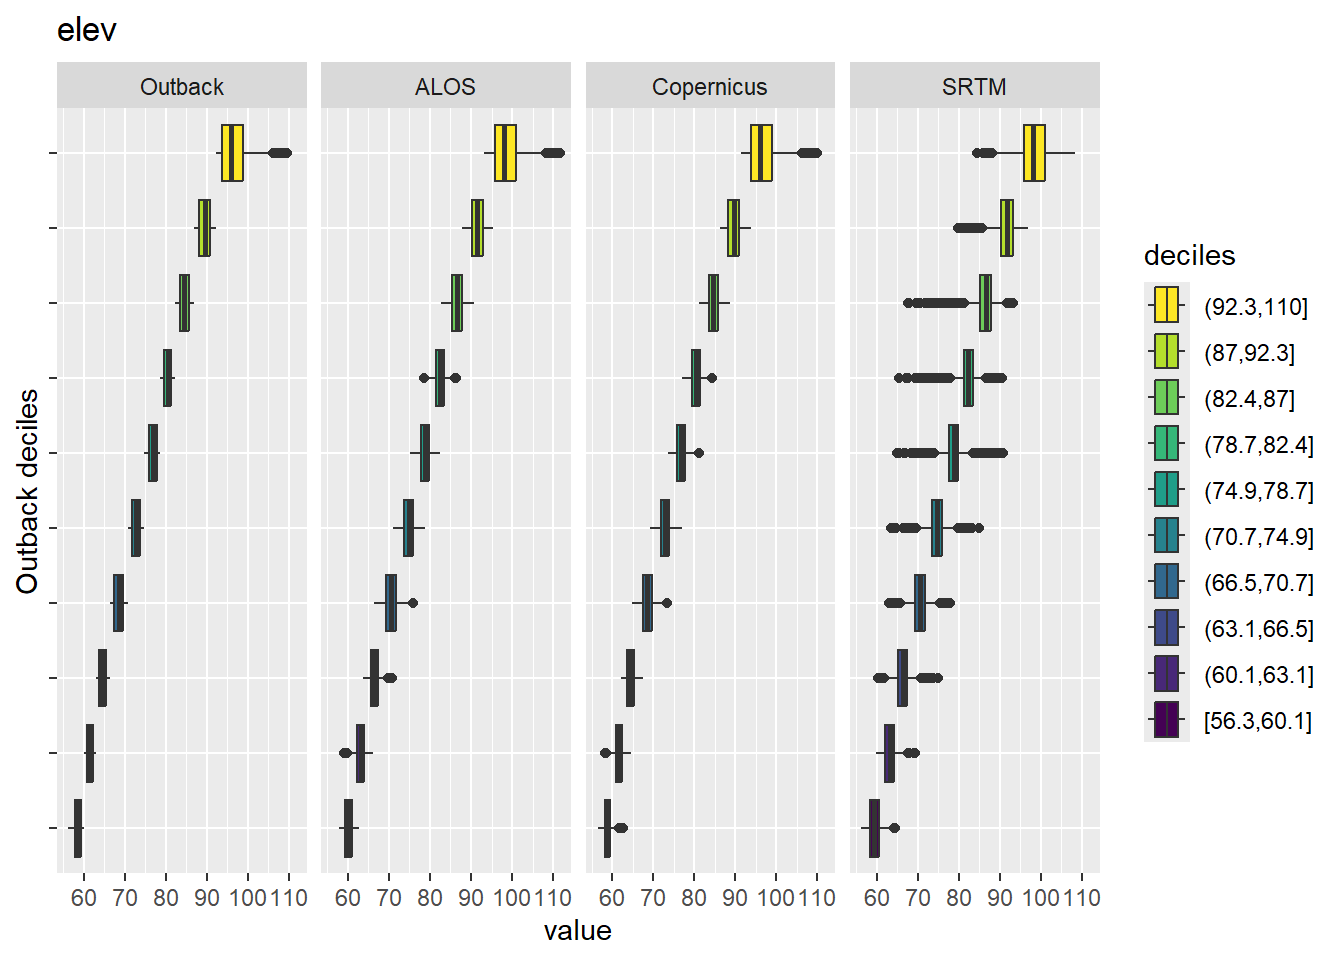 elev
Outback ALOS Copernicus SRTM
Outback deciles
60 70 80 90 100 110 60 70 80 90 100 110 60 70 80 90 100 110 60 70 80 90 100 110
value
deciles
(92.3,110]
(87,92.3]
(82.4,87]
(78.7,82.4]
(74.9,78.7]
(70.7,74.9]
(66.5,70.7]
(63.1,66.5]
(60.1,63.1]
[56.3,60.1]